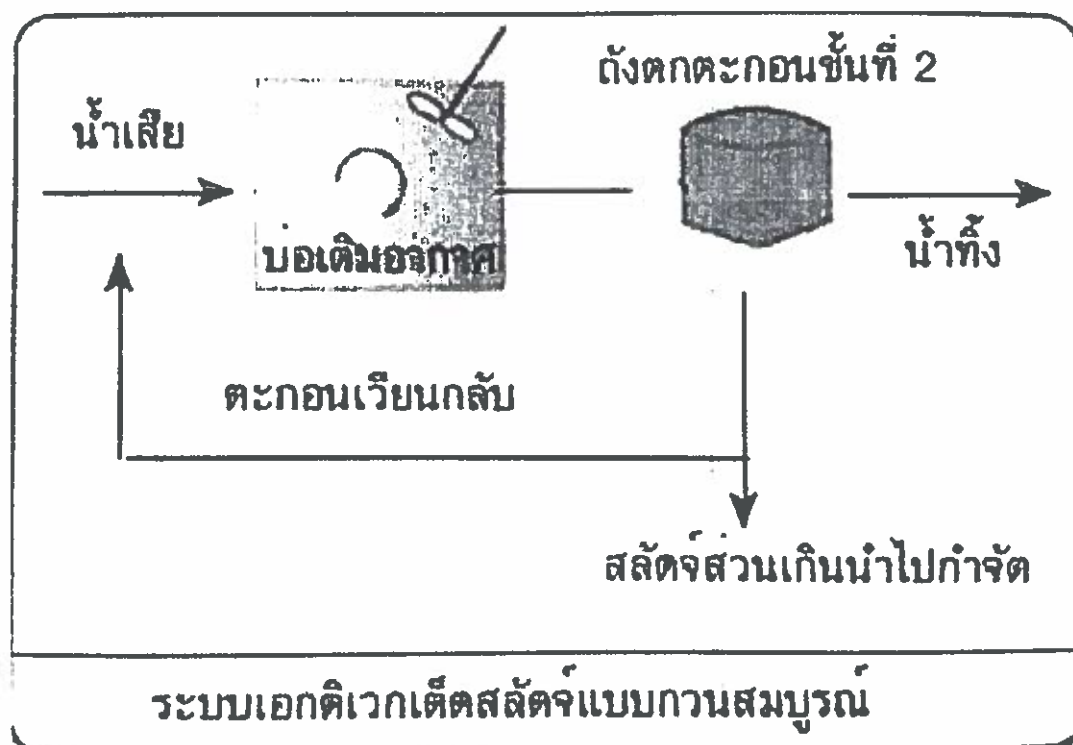 ถังตกตะกอนชั้นที่ 2
น้ำเสีย
บ่อเติมอากาศ
น้ำทิ้ง
ตะกอนเวียนกลับ
สลัดจ์ส่วนเกินนำไปกำจัด
ระบบเอกติเวกเต็ดสลัดจ์แบบกวนสมบูรณ์